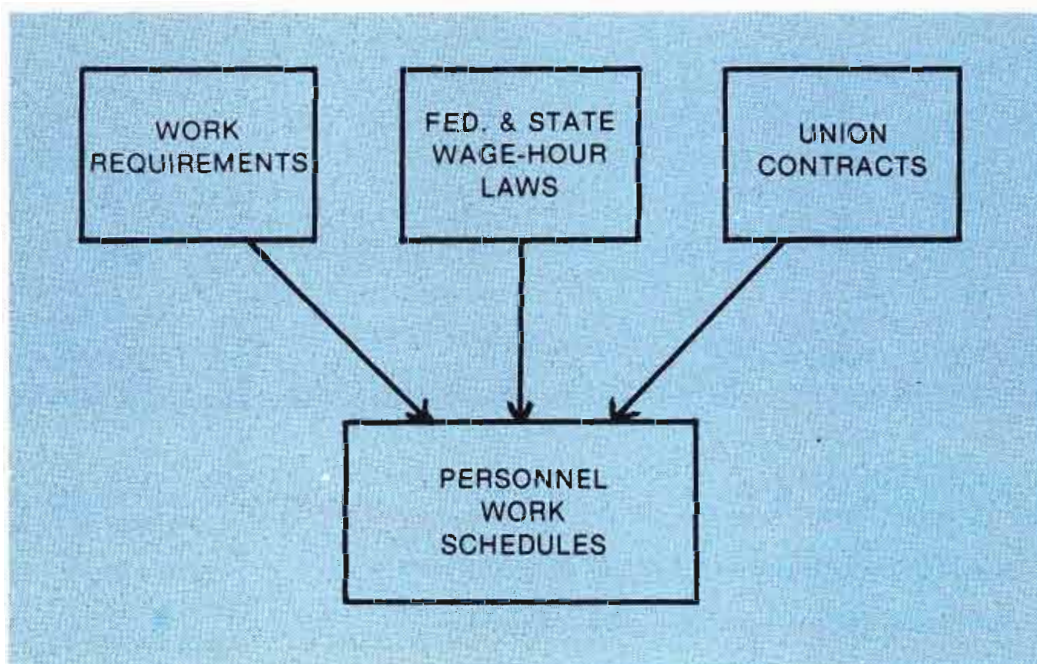 WORK
REQUIREMENTS
FED. & STATE
WAGE-HOUR
LAWS
UNION
CONTRACTS
PERSONNEL
WORK
SCHEDULES